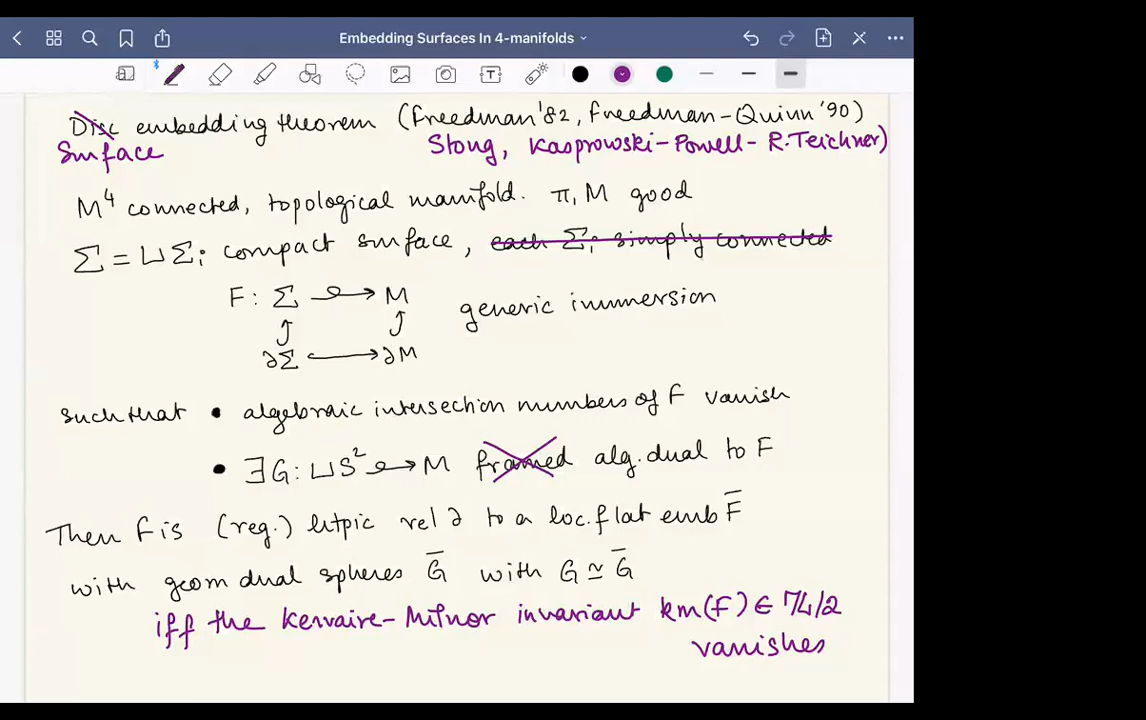 Embedding Surfaces In 4-manifolds
Disc embedding theorem (Freedman '82, Freedman-Quinn '90)
Surface Stong, Kasprowski-Powell-R.Teichner)
M⁴ connected, topological manifold. π₁M good
Σ = ⊔Σᵢ compact surface, each Σᵢ simply connected
F: Σ ↬ M generic immersion
∂Σ ⟶ ∂M
such that • algebraic intersection numbers of F vanish
• ∃G: ⊔S² ↬ M framed alg. dual to F
Then F is (reg.) htpic rel ∂ to a loc. flat emb F̅
with geom dual spheres G̅ with G ≃ G̅
iff the Kervaire-Milnor invariant km(F) ∈ ℤ/2
vanishes